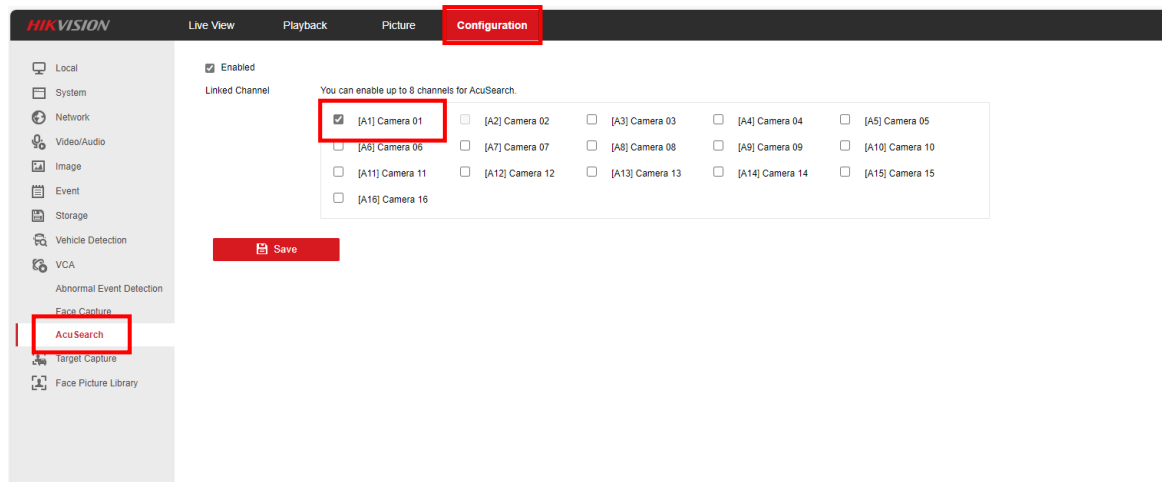 HIKVISION Live View Playback Picture Configuration
Local
System
Network
Video/Audio
Image
Event
Storage
Vehicle Detection
VCA
Abnormal Event Detection
Face Capture
AcuSearch
Target Capture
Face Picture Library
Enabled
Linked Channel You can enable up to 8 channels for AcuSearch.
[A1] Camera 01 [A2] Camera 02 [A3] Camera 03 [A4] Camera 04 [A5] Camera 05
[A6] Camera 06 [A7] Camera 07 [A8] Camera 08 [A9] Camera 09 [A10] Camera 10
[A11] Camera 11 [A12] Camera 12 [A13] Camera 13 [A14] Camera 14 [A15] Camera 15
[A16] Camera 16
Save